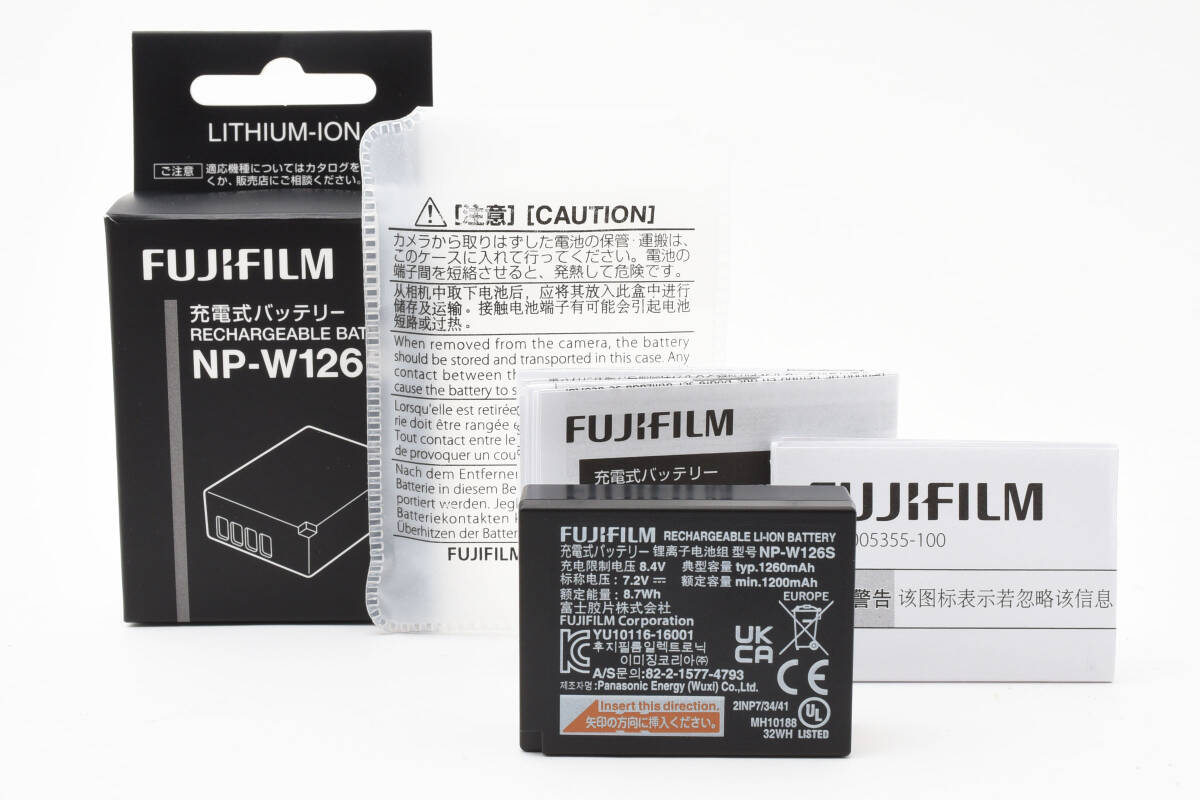 LITHIUM-ION
ご注意 適応機種についてはカタログを
くか、販売店にご相談ください。
FUJIFILM
充電式バッテリー
RECHARGEABLE BAT
NP-W126
[注意] [CAUTION]
カメラから取りはずした電池の保管・運搬は、
このケースに入れて行ってください。電池の
端子間を短絡させると、発熱して危険です。
从相机中取下电池后，应将其放入此盒中进行
储存及运输。接触电池端子有可能会引起电池
短路或过热。
When removed from the camera, the battery
should be stored and transported in this case. Any
contact between th
cause the battery to s
Lorsqu'elle est retirée
rie doit être rangée e
Tout contact entre le
de provoquer un cou
Nach dem Entfernen
Batterie in diesem Be
portiert werden. Jegl
Batteriekontakten k
Überhitzen der Batter
FUJIFILM
FUJIFILM
充電式バッテリー
FUJIFILM
005355-100
警告 该图标表示若忽略该信息
FUJIFILM RECHARGEABLE LI-ION BATTERY
充電式バッテリー 锂离子电池组 型号 NP-W126S
充电限制电压 8.4V 典型容量 typ.1260mAh
标称电压：7.2V 额定容量 min.1200mAh
额定能量：8.7Wh
富士胶片株式会社
FUJIFILM Corporation
EUROPE
YU10116-16001
후지필름일렉트로닉
이미징코리아㈜
A/S문의:82-2-1577-4793
제조자명:Panasonic Energy (Wuxi) Co.,Ltd.
UK
CA
CE
Insert this direction.
矢印の方向に挿入ください。
2INP7/34/41
MH10188
32WH LISTED
UL